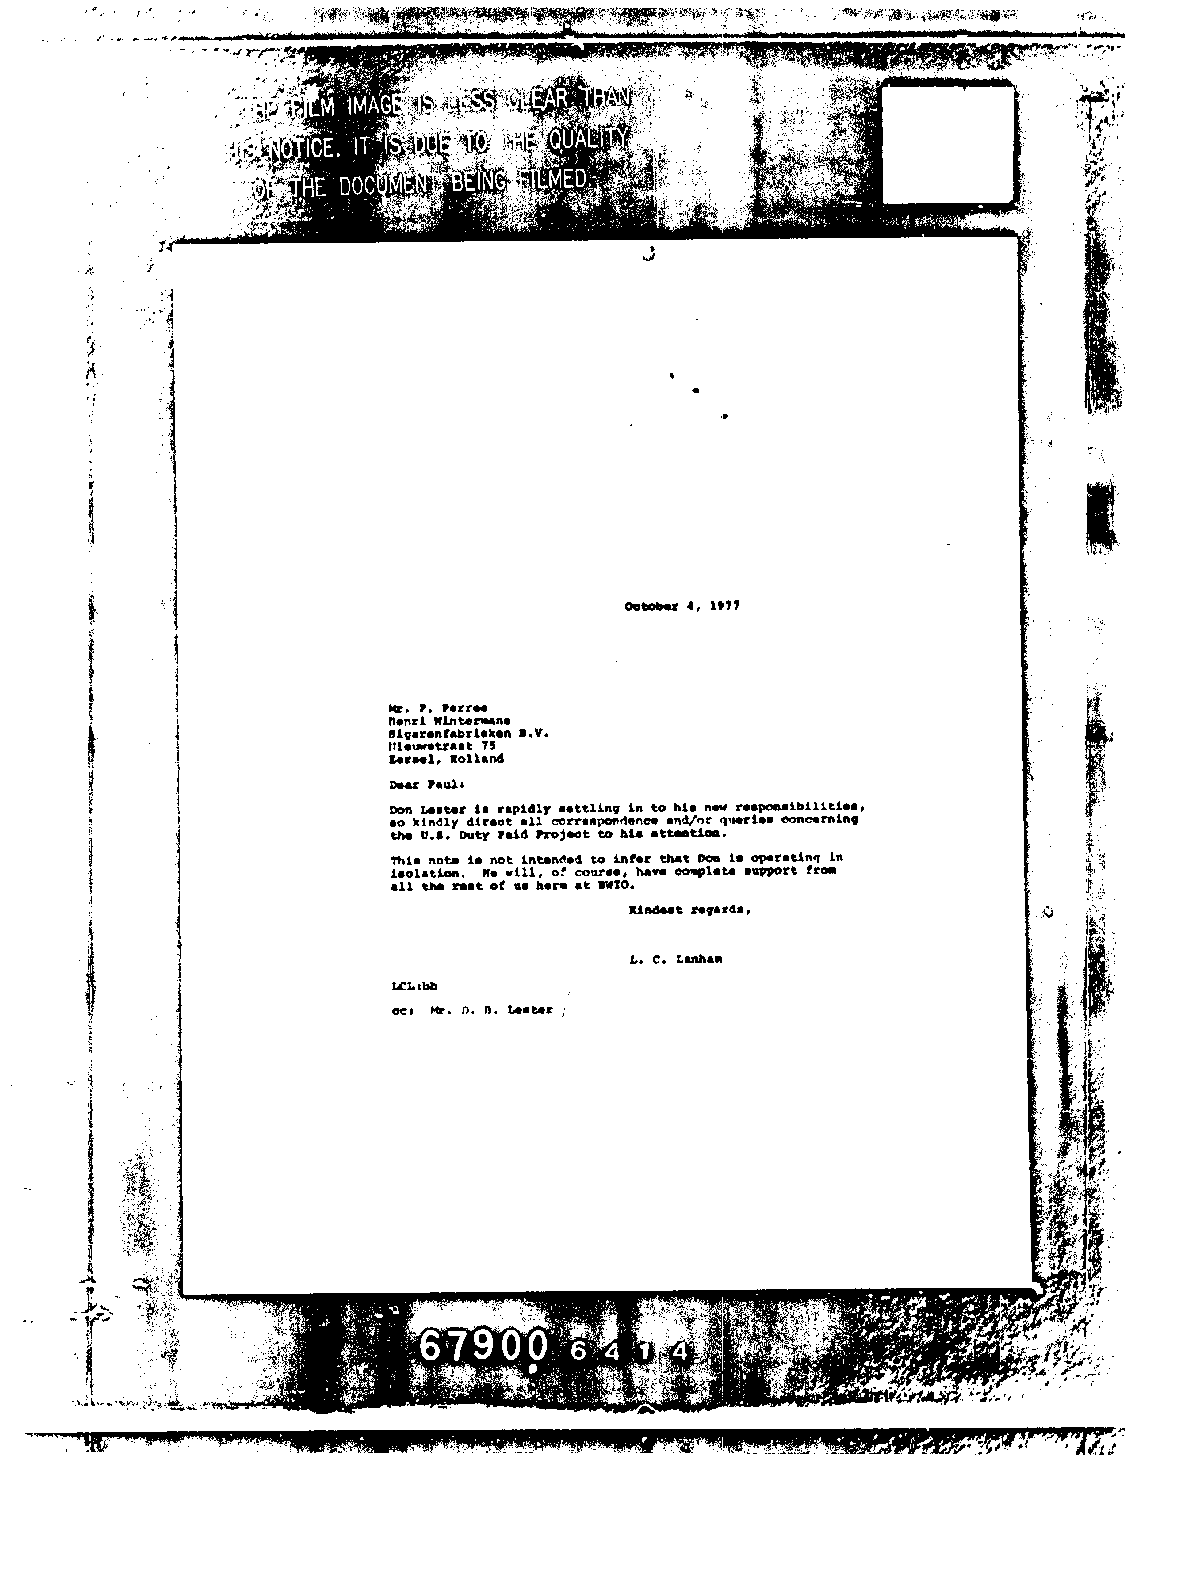 FILM IMAGE IS LESS CLEAR THAN
NOTICE. IT IS DUE TO THE QUALITY
OF THE DOCUMENT BEING FILMED.
October 4, 1977
Mr. P. Perree
Henri Wintermans
Sigarenfabrieken B.V.
Nieuwstraat 75
Eersel, Holland
Dear Paul:
Don Lester is rapidly settling in to his new responsibilities,
so kindly direct all correspondence and/or queries concerning
the U.S. Duty Paid Project to his attention.
This note is not intended to infer that Don is operating in
isolation. He will, of course, have complete support from
all the rest of us here at BWIO.
Kindest regards,
L. C. Lanham
LCL:bb
cc: Mr. D. B. Lester
67900 6414